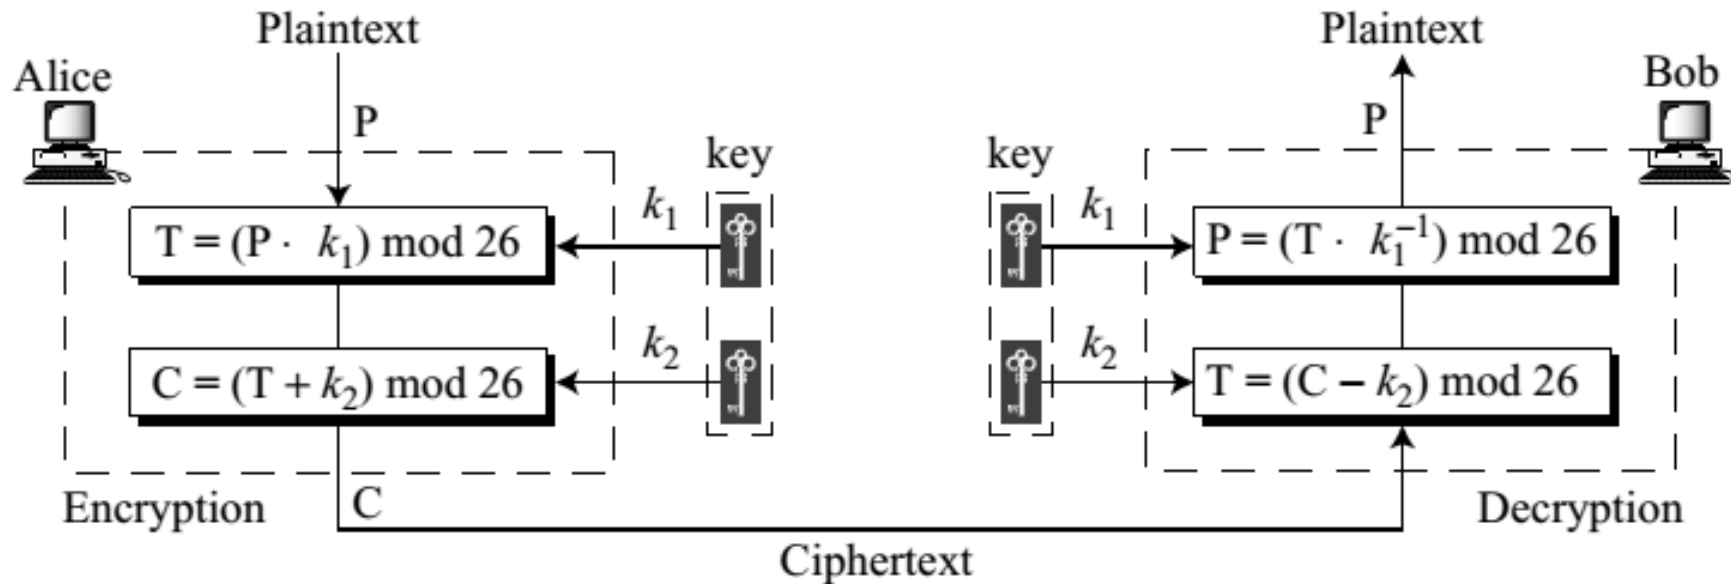 Plaintext
Plaintext
Alice
Bob
P
P
key
key
k₁
k₁
T = (P · k₁) mod 26
P = (T · k₁⁻¹) mod 26
k₂
k₂
C = (T + k₂) mod 26
T = (C − k₂) mod 26
Encryption
C
Decryption
Ciphertext